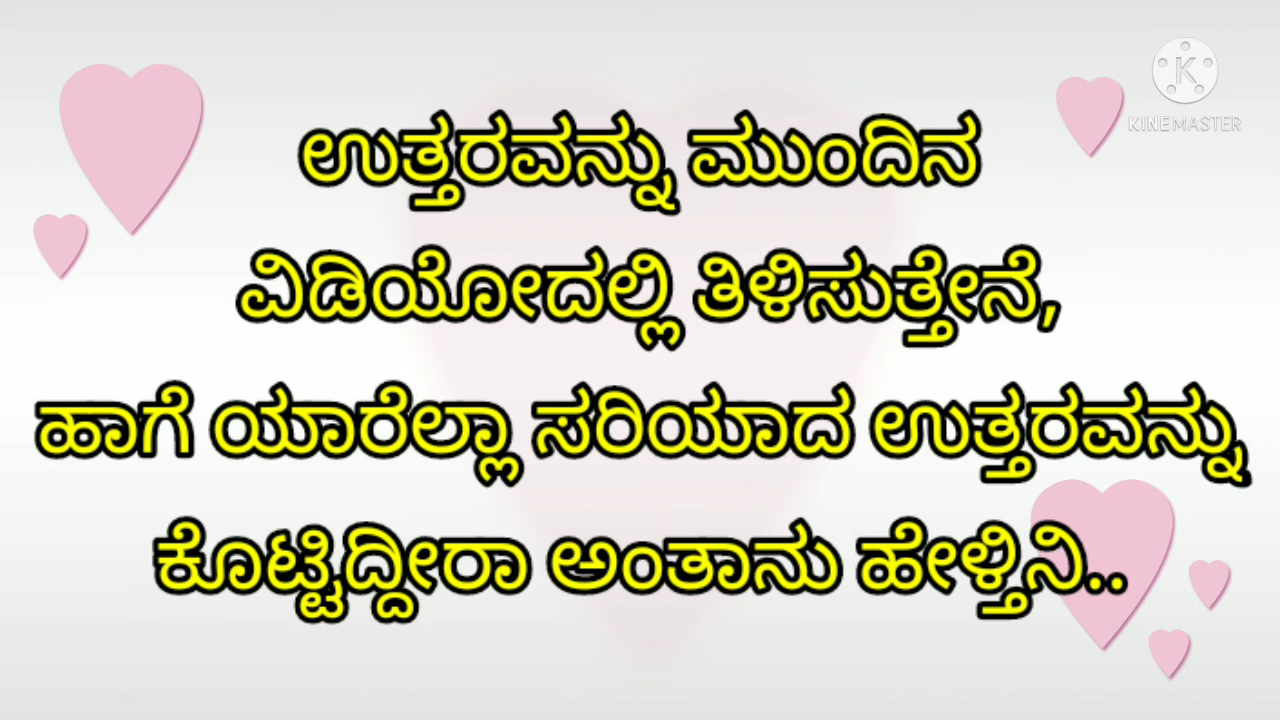 KINEMASTER
ಉತ್ತರವನ್ನು ಮುಂದಿನ
ವಿಡಿಯೋದಲ್ಲಿ ತಿಳಿಸುತ್ತೇನೆ,
ಹಾಗೆ ಯಾರೆಲ್ಲಾ ಸರಿಯಾದ ಉತ್ತರವನ್ನು
ಕೊಟ್ಟಿದ್ದೀರಾ ಅಂತಾನು ಹೇಳ್ತಿನಿ..